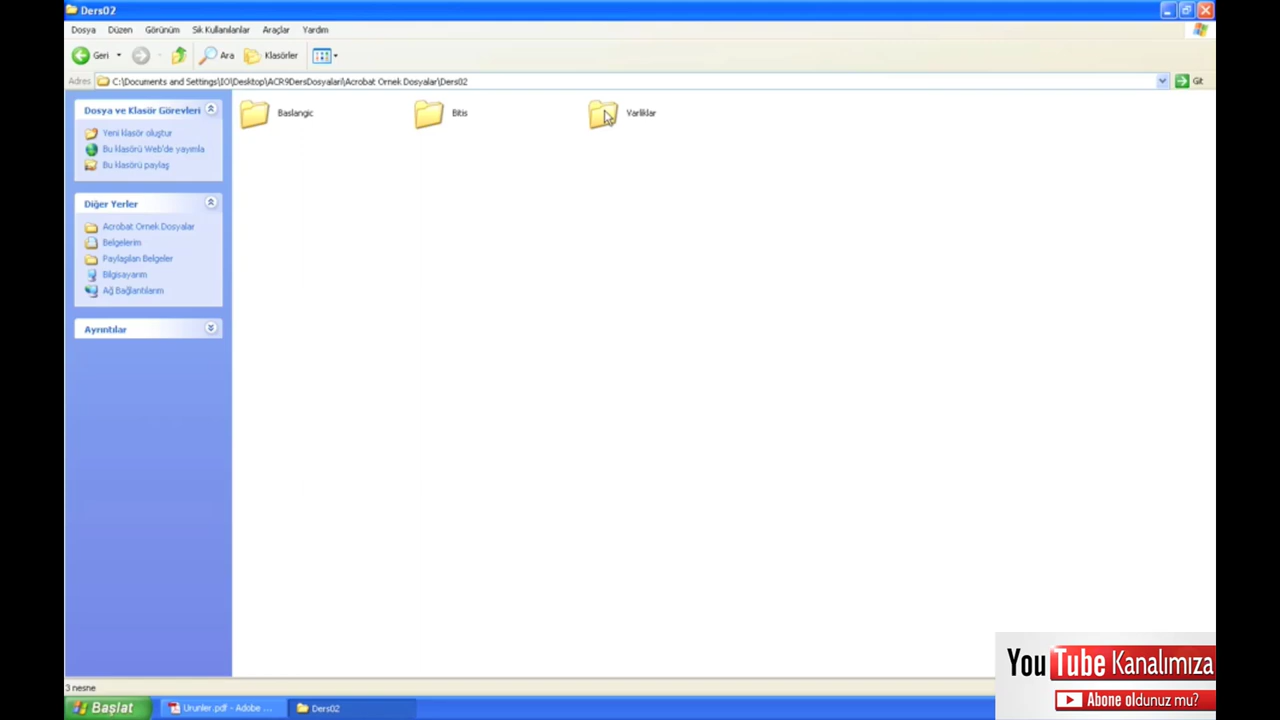 Ders02
Dosya Düzen Görünüm Sık Kullanılanlar Araçlar Yardım
Geri Ara Klasörler
Adres C:\Documents and Settings\IO\Desktop\ACR9DersDosyalari\Acrobat Ornek Dosyalar\Ders02 Git
Dosya ve Klasör Görevleri
Yeni klasör oluştur
Bu klasörü Web'de yayımla
Bu klasörü paylaş
Diğer Yerler
Acrobat Ornek Dosyalar
Belgelerim
Paylaşılan Belgeler
Bilgisayarım
Ağ Bağlantılarım
Ayrıntılar
Baslangic Bitis Varliklar
3 nesne
Başlat Urunler.pdf - Adobe ... Ders02
You Tube Kanalımıza
Abone oldunuz mu?